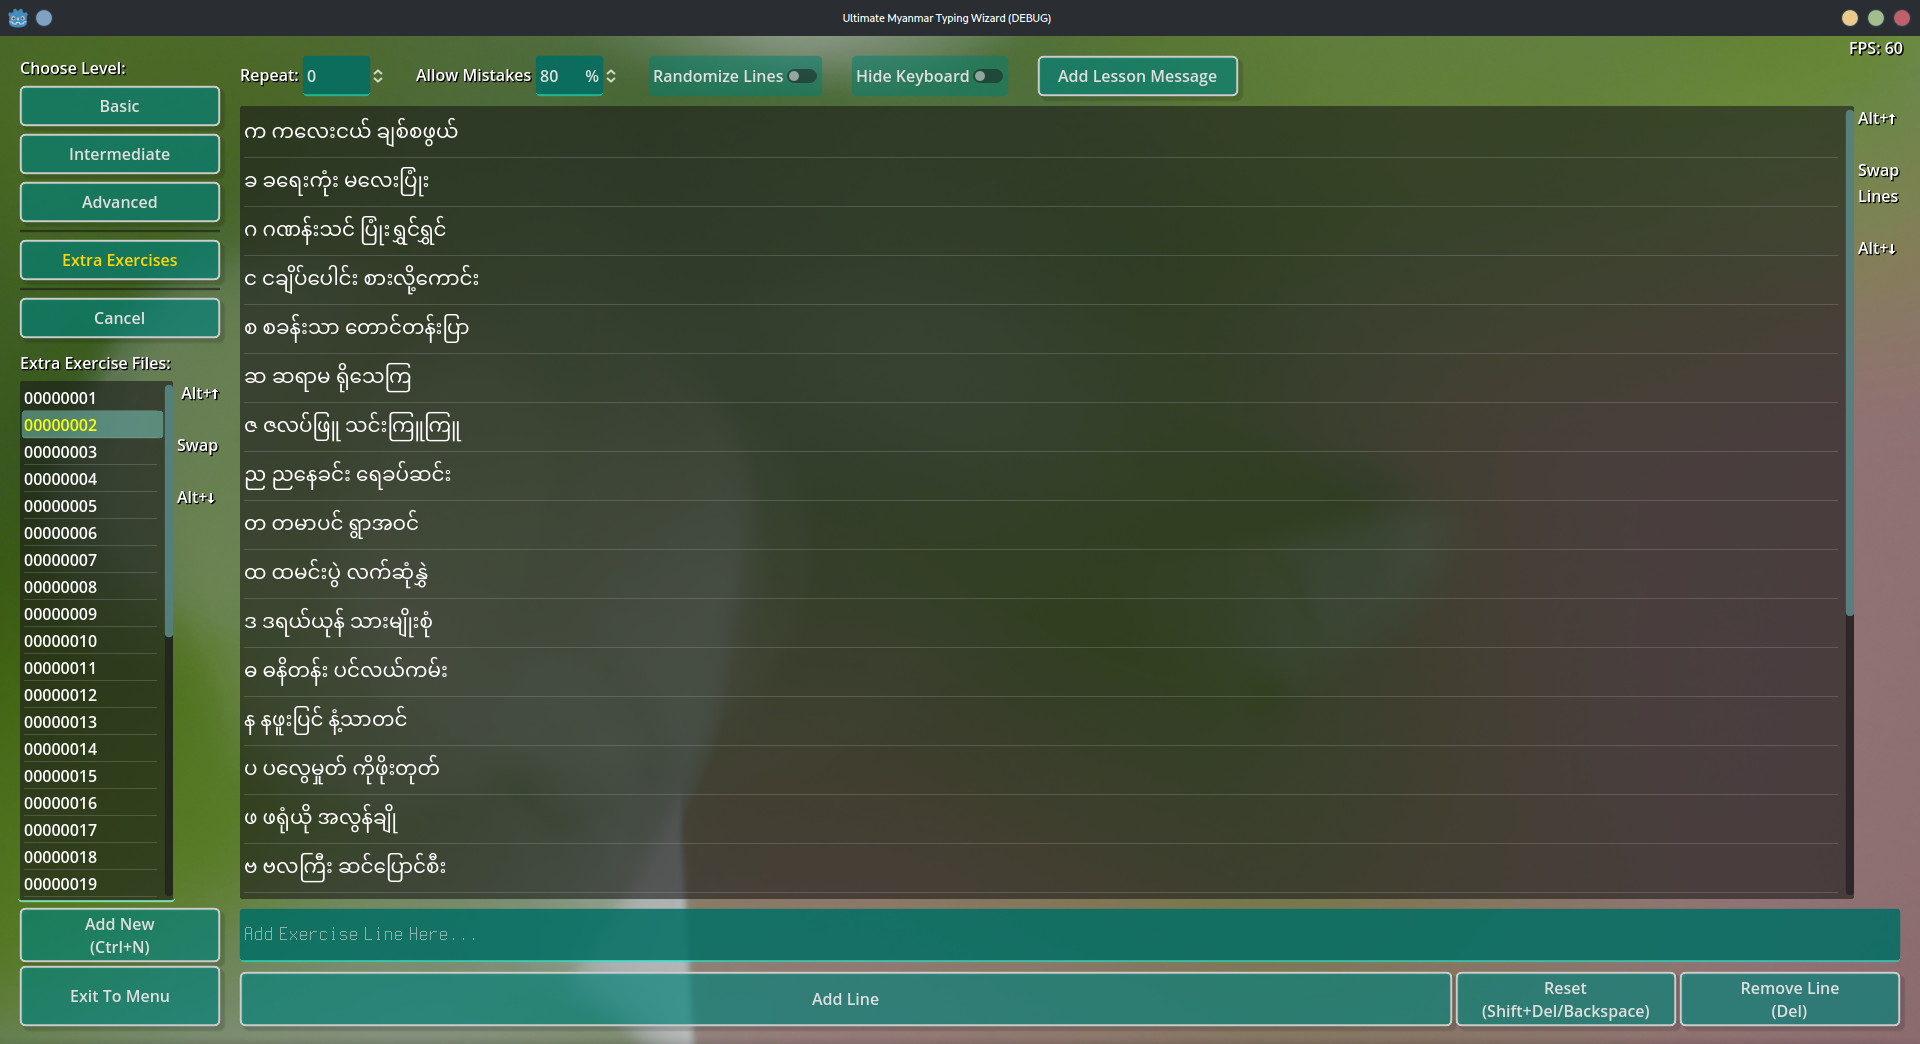 Ultimate Myanmar Typing Wizard (DEBUG)
FPS: 60
Choose Level:
Basic
Intermediate
Advanced
Extra Exercises
Cancel
Extra Exercise Files:
00000001
00000002
00000003
00000004
00000005
00000006
00000007
00000008
00000009
00000010
00000011
00000012
00000013
00000014
00000015
00000016
00000017
00000018
00000019
Alt+↑
Swap
Alt+↓
Add New
(Ctrl+N)
Exit To Menu
Repeat: 0
Allow Mistakes 80 %
Randomize Lines
Hide Keyboard
Add Lesson Message
က ကလေးငယ် ချစ်စဖွယ်
ခ ခရေးကုံး မလေးပြုံး
ဂ ဂဏန်းသင် ပြုံးရွှင်ရွှင်
င ငချိပ်ပေါင်း စားလို့ကောင်း
စ စခန်းသာ တောင်တန်းပြာ
ဆ ဆရာမ ရိုသေကြ
ဇ ဇလပ်ဖြူ သင်းကြူကြူ
ည ညနေခင်း ရေခပ်ဆင်း
တ တမာပင် ရွာအဝင်
ထ ထမင်းပွဲ လက်ဆုံနွှဲ
ဒ ဒရယ်ယုန် သားမျိုးစုံ
ဓ ဓနိတန်း ပင်လယ်ကမ်း
န နဖူးပြင် နံ့သာတင်
ပ ပလွေမှုတ် ကိုဖိုးတုတ်
ဖ ဖရုံယို အလွန်ချို
ဗ ဗလကြီး ဆင်ပြောင်စီး
Alt+↑
Swap
Lines
Alt+↓
Add Exercise Line Here...
Add Line
Reset
(Shift+Del/Backspace)
Remove Line
(Del)